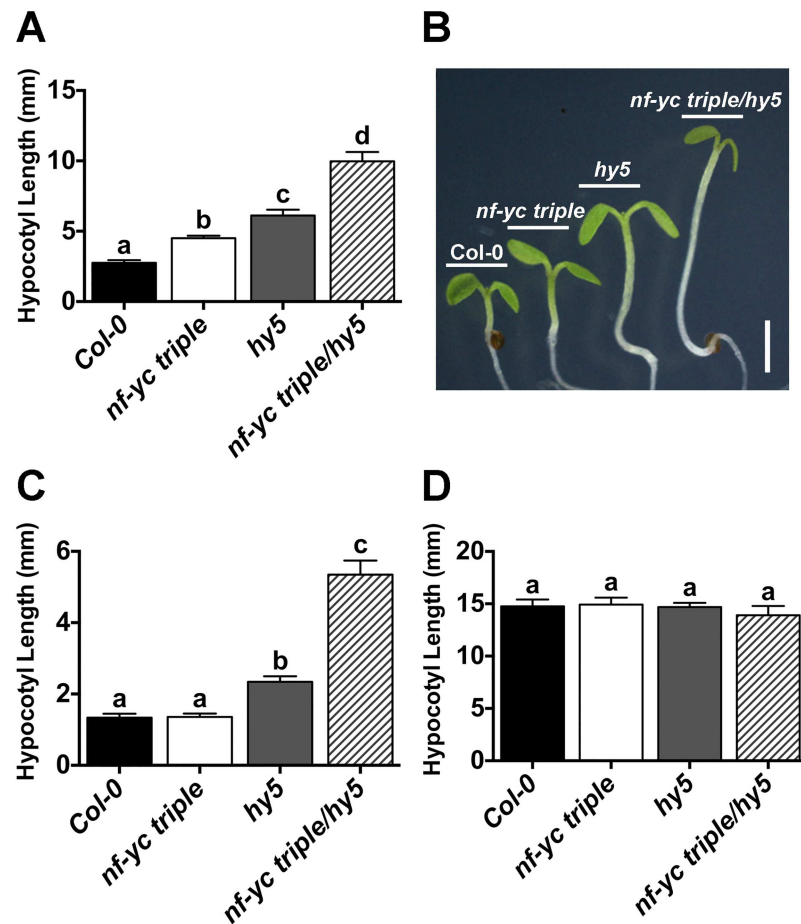 A
Hypocotyl Length (mm)
15
10
5
0
a
b
c
d
Col-0
nf-yc triple
hy5
nf-yc triple/hy5
B
nf-yc triple/hy5
hy5
nf-yc triple
Col-0
C
Hypocotyl Length (mm)
6
4
2
0
a
a
b
c
Col-0
nf-yc triple
hy5
nf-yc triple/hy5
D
Hypocotyl Length (mm)
20
15
10
5
0
a
a
a
a
Col-0
nf-yc triple
hy5
nf-yc triple/hy5